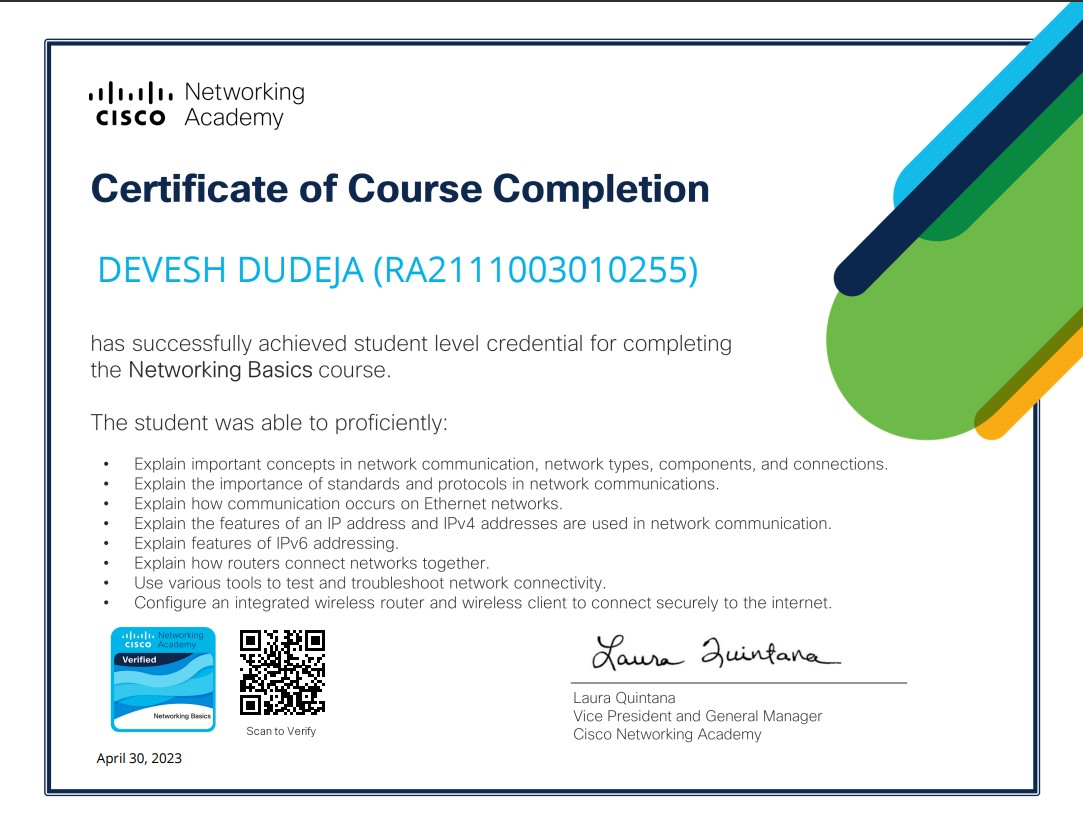 Networking
CISCO Academy
Certificate of Course Completion
DEVESH DUDEJA (RA2111003010255)
has successfully achieved student level credential for completing
the Networking Basics course.
The student was able to proficiently:
• Explain important concepts in network communication, network types, components, and connections.
• Explain the importance of standards and protocols in network communications.
• Explain how communication occurs on Ethernet networks.
• Explain the features of an IP address and IPv4 addresses are used in network communication.
• Explain features of IPv6 addressing.
• Explain how routers connect networks together.
• Use various tools to test and troubleshoot network connectivity.
• Configure an integrated wireless router and wireless client to connect securely to the internet.
Networking
CISCO Academy
Verified
Networking Basics
Scan to Verify
April 30, 2023
Laura Quintana
Laura Quintana
Vice President and General Manager
Cisco Networking Academy